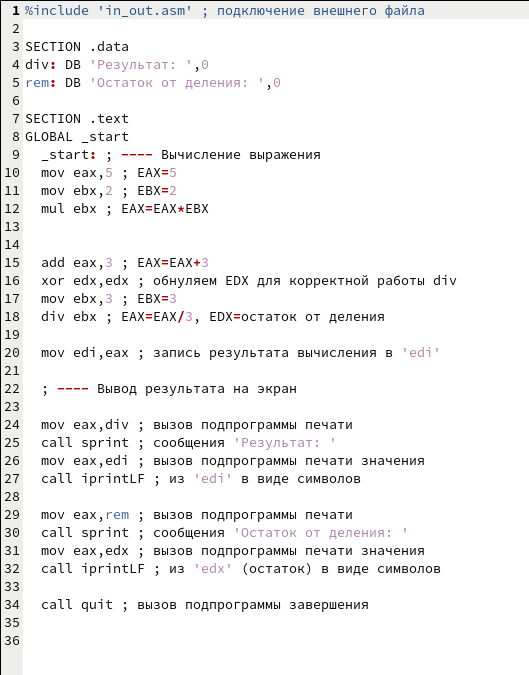 1 %include 'in_out.asm' ; подключение внешнего файла
2
3 SECTION .data
4 div: DB 'Результат: ',0
5 rem: DB 'Остаток от деления: ',0
6
7 SECTION .text
8 GLOBAL _start
9 _start: ; ---- Вычисление выражения
10 mov eax,5 ; EAX=5
11 mov ebx,2 ; EBX=2
12 mul ebx ; EAX=EAX*EBX
13
14
15 add eax,3 ; EAX=EAX+3
16 xor edx,edx ; обнуляем EDX для корректной работы div
17 mov ebx,3 ; EBX=3
18 div ebx ; EAX=EAX/3, EDX=остаток от деления
19
20 mov edi,eax ; запись результата вычисления в 'edi'
21
22 ; ---- Вывод результата на экран
23
24 mov eax,div ; вызов подпрограммы печати
25 call sprint ; сообщения 'Результат: '
26 mov eax,edi ; вызов подпрограммы печати значения
27 call iprintLF ; из 'edi' в виде символов
28
29 mov eax,rem ; вызов подпрограммы печати
30 call sprint ; сообщения 'Остаток от деления: '
31 mov eax,edx ; вызов подпрограммы печати значения
32 call iprintLF ; из 'edx' (остаток) в виде символов
33
34 call quit ; вызов подпрограммы завершения
35
36